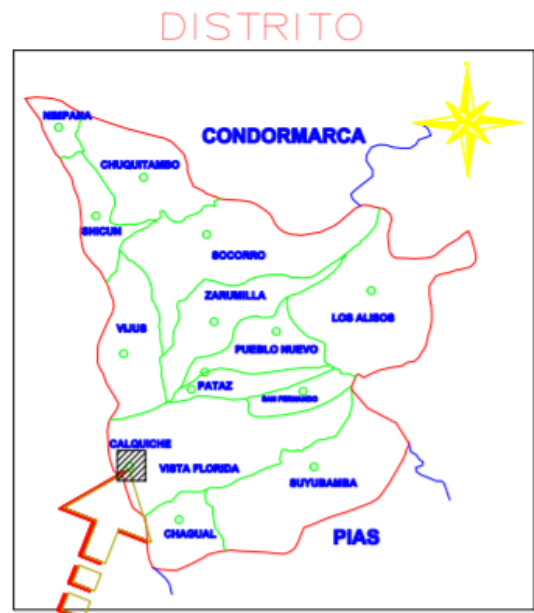 DISTRITO
NIMPANA
CONDORMARCA
CHUQUITAMBO
SHICUN
SOCORRO
ZARUMILLA
LOS ALISOS
VIJUS
PUEBLO NUEVO
PATAZ
SAN FERNANDO
CALQUICHE
VISTA FLORIDA
SUYUBAMBA
CHAGUAL
PIAS